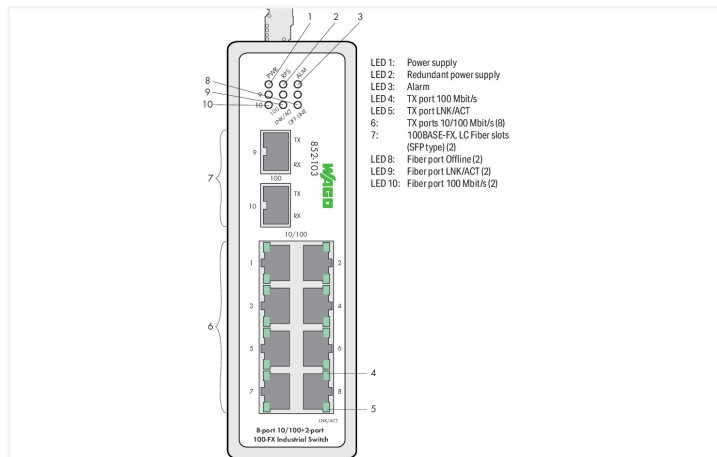 1 2 3
PWR RPS ALM
8
9
10
9
10
100 LNK/ACT OFF LINE
LED 1: Power supply
LED 2: Redundant power supply
LED 3: Alarm
LED 4: TX port 100 Mbit/s
LED 5: TX port LNK/ACT
6: TX ports 10/100 Mbit/s (8)
7: 100BASE-FX, LC Fiber slots
(SFP type) (2)
LED 8: Fiber port Offline (2)
LED 9: Fiber port LNK/ACT (2)
LED 10: Fiber port 100 Mbit/s (2)
852-103
WAGO
7
9 TX
RX
100
10 TX
RX
10/100
6
1 2
3 4
5 6
7 8
4
5
LNK/ACT
8-port 10/100+2-port
100-FX Industrial Switch